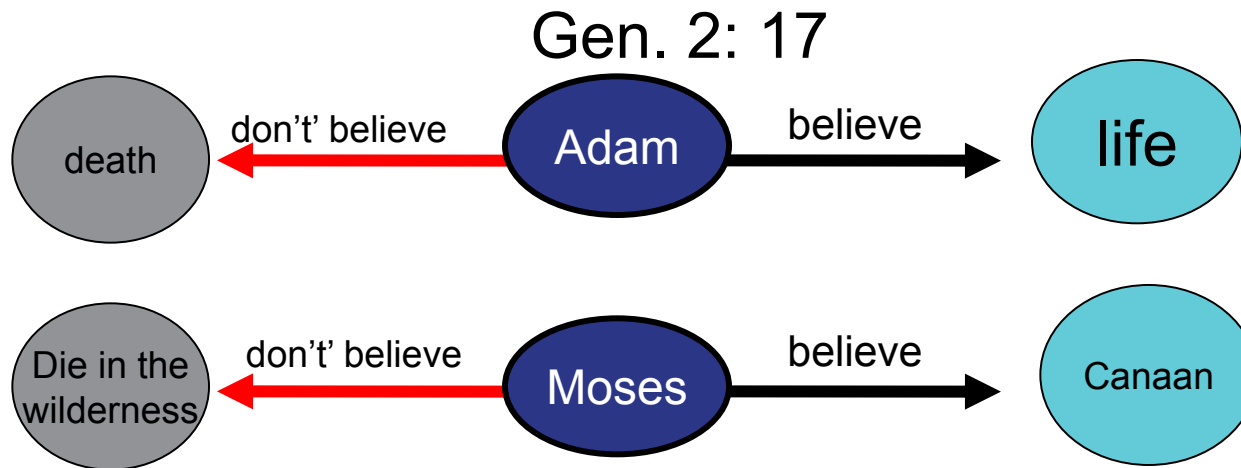 Gen. 2: 17
death
don't' believe
Adam
believe
life
Die in the
wilderness
don't' believe
Moses
believe
Canaan